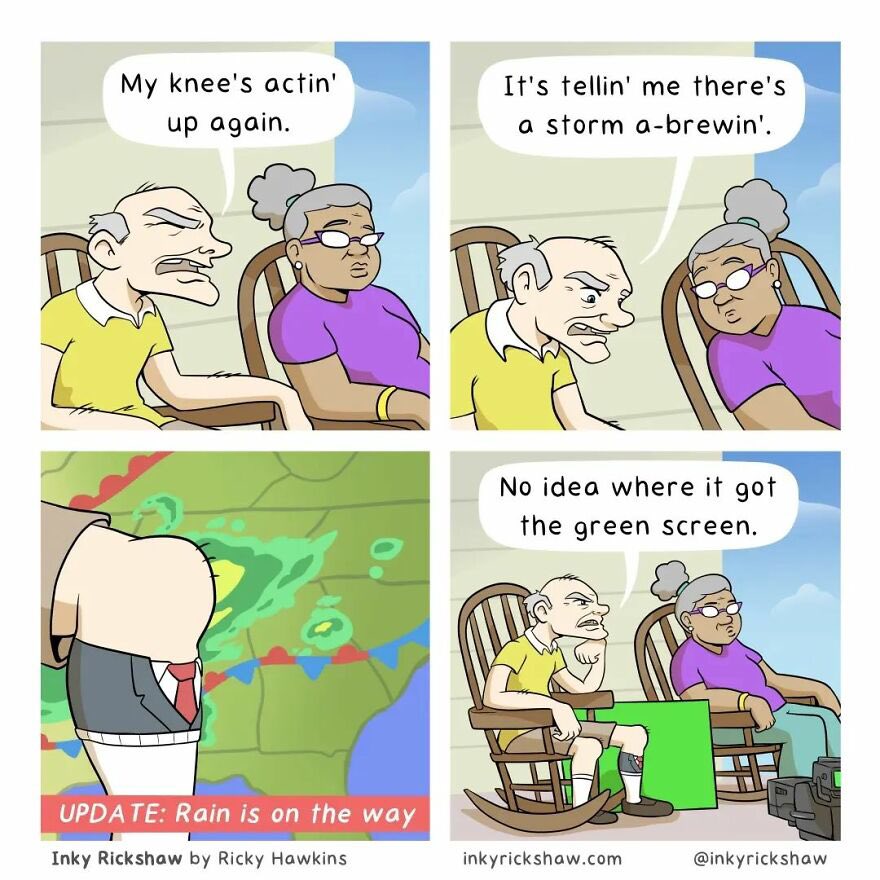 My knee's actin'
up again.
It's tellin' me there's
a storm a-brewin'.
UPDATE: Rain is on the way
No idea where it got
the green screen.
Inky Rickshaw by Ricky Hawkins
inkyrickshaw.com
@inkyrickshaw